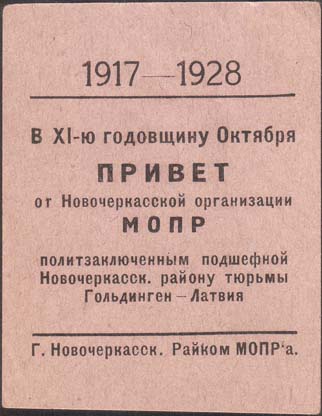 1917—1928
В XI-ю годовщину Октября
ПРИВЕТ
от Новочеркасской организации
МОПР
политзаключенным подшефной
Новочеркасск. району тюрьмы
Гольдинген – Латвия
Г. Новочеркасск. Райком МОПР'а.